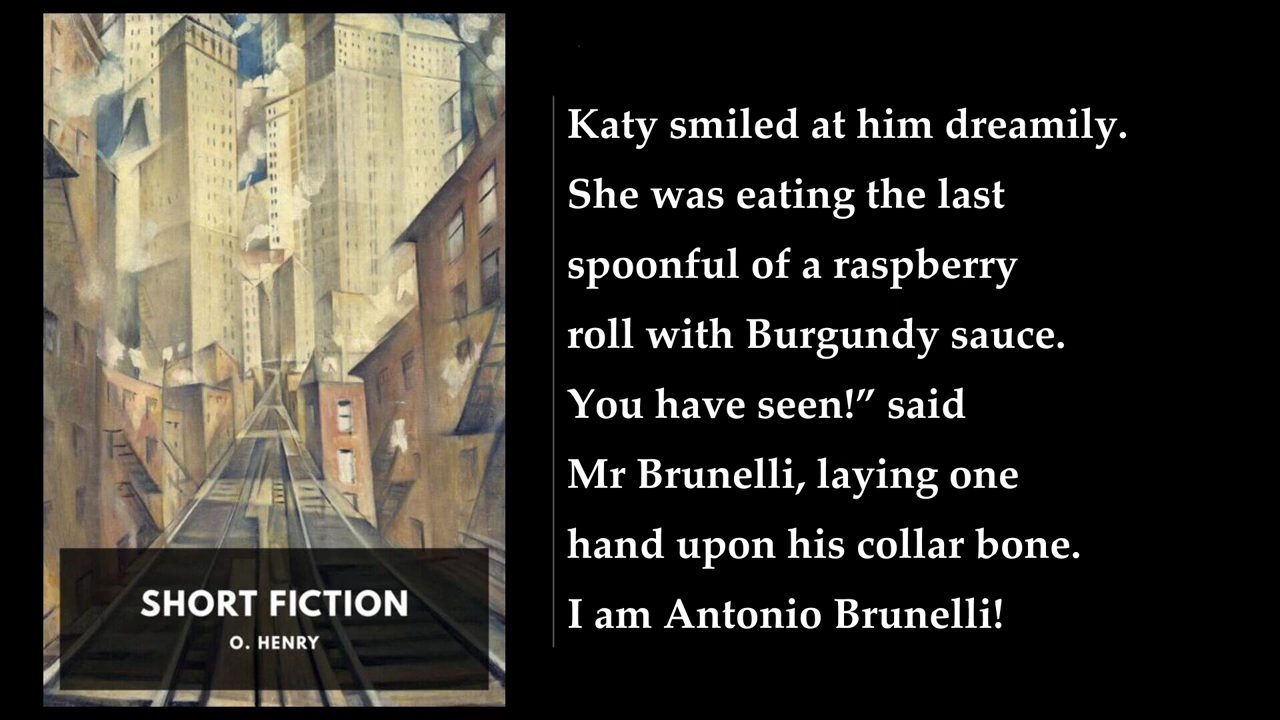 SHORT FICTION
O. HENRY
Katy smiled at him dreamily.
She was eating the last
spoonful of a raspberry
roll with Burgundy sauce.
You have seen!” said
Mr Brunelli, laying one
hand upon his collar bone.
I am Antonio Brunelli!